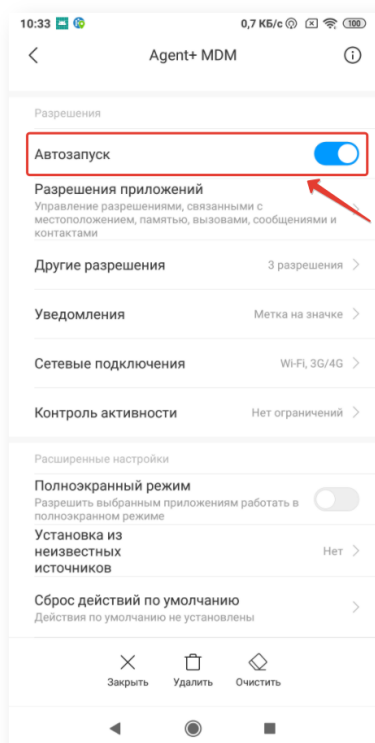 10:33 0,7 КБ/с 100
Agent+ MDM
Разрешения
Автозапуск
Разрешения приложений
Управление разрешениями, связанными с
местоположением, памятью, вызовами, сообщениями и
контактами
Другие разрешения 3 разрешения
Уведомления Метка на значке
Сетевые подключения Wi-Fi, 3G/4G
Контроль активности Нет ограничений
Расширенные настройки
Полноэкранный режим
Разрешить выбранным приложениям работать в
полноэкранном режиме
Установка из
неизвестных Нет
источников
Сброс действий по умолчанию
Действия по умолчанию не установлены
Закрыть Удалить Очистить